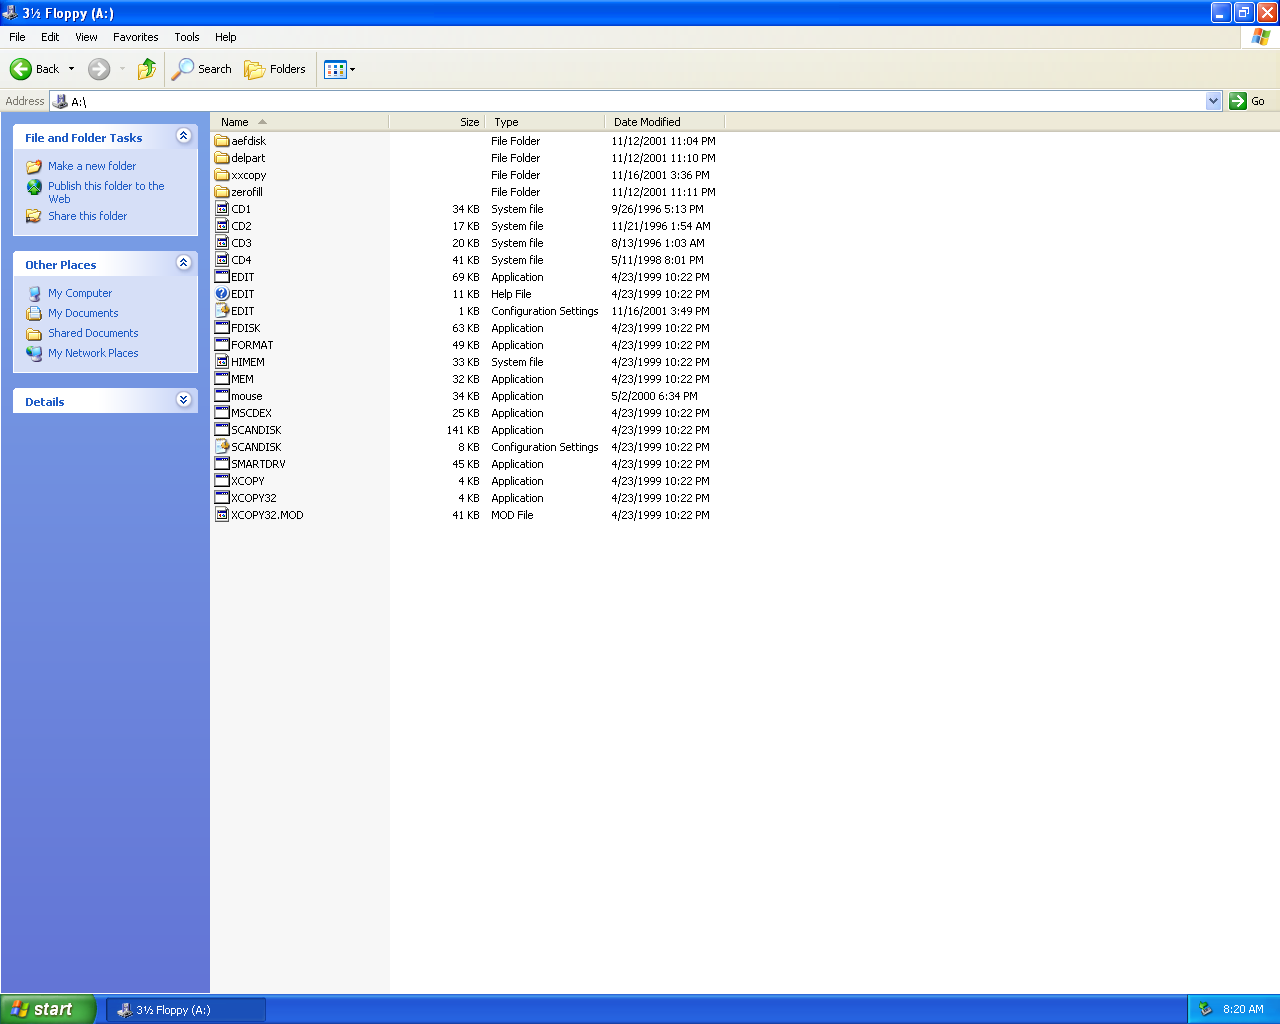 3½ Floppy (A:)
File Edit View Favorites Tools Help
Back Search Folders
Address A:\ Go
File and Folder Tasks
Make a new folder
Publish this folder to the
Web
Share this folder
Other Places
My Computer
My Documents
Shared Documents
My Network Places
Details
Name Size Type Date Modified
aefdisk File Folder 11/12/2001 11:04 PM
delpart File Folder 11/12/2001 11:10 PM
xxcopy File Folder 11/16/2001 3:36 PM
zerofill File Folder 11/12/2001 11:11 PM
CD1 34 KB System file 9/26/1996 5:13 PM
CD2 17 KB System file 11/21/1996 1:54 AM
CD3 20 KB System file 8/13/1996 1:03 AM
CD4 41 KB System file 5/11/1998 8:01 PM
EDIT 69 KB Application 4/23/1999 10:22 PM
EDIT 11 KB Help File 4/23/1999 10:22 PM
EDIT 1 KB Configuration Settings 11/16/2001 3:49 PM
FDISK 63 KB Application 4/23/1999 10:22 PM
FORMAT 49 KB Application 4/23/1999 10:22 PM
HIMEM 33 KB System file 4/23/1999 10:22 PM
MEM 32 KB Application 4/23/1999 10:22 PM
mouse 34 KB Application 5/2/2000 6:34 PM
MSCDEX 25 KB Application 4/23/1999 10:22 PM
SCANDISK 141 KB Application 4/23/1999 10:22 PM
SCANDISK 8 KB Configuration Settings 4/23/1999 10:22 PM
SMARTDRV 45 KB Application 4/23/1999 10:22 PM
XCOPY 4 KB Application 4/23/1999 10:22 PM
XCOPY32 4 KB Application 4/23/1999 10:22 PM
XCOPY32.MOD 41 KB MOD File 4/23/1999 10:22 PM
start 3½ Floppy (A:) 8:20 AM